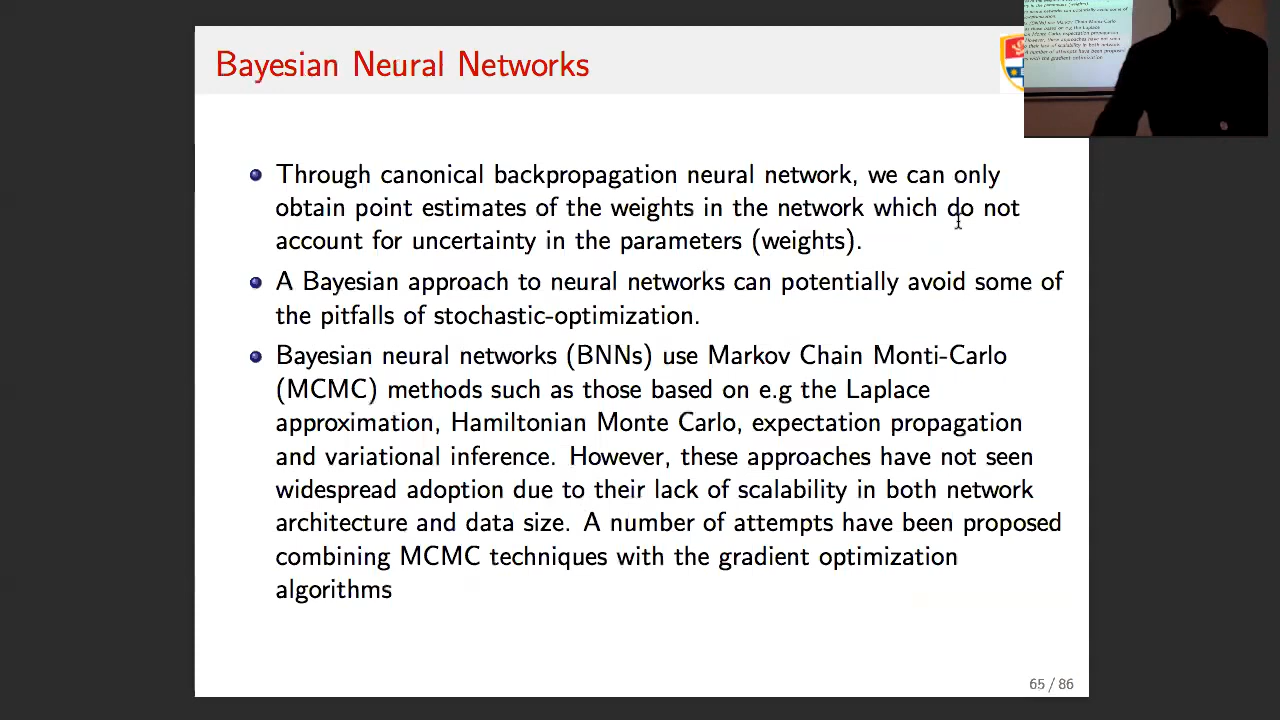 Bayesian Neural Networks
Through canonical backpropagation neural network, we can only
obtain point estimates of the weights in the network which do not
account for uncertainty in the parameters (weights).
A Bayesian approach to neural networks can potentially avoid some of
the pitfalls of stochastic-optimization.
Bayesian neural networks (BNNs) use Markov Chain Monti-Carlo
(MCMC) methods such as those based on e.g the Laplace
approximation, Hamiltonian Monte Carlo, expectation propagation
and variational inference. However, these approaches have not seen
widespread adoption due to their lack of scalability in both network
architecture and data size. A number of attempts have been proposed
combining MCMC techniques with the gradient optimization
algorithms
65 / 86